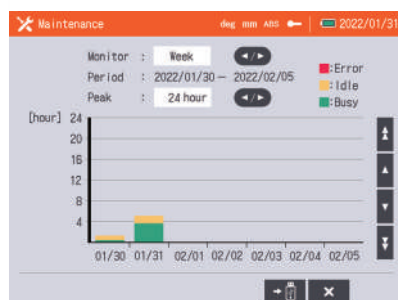 Maintenance deg mm ABS 2022/01/31
Monitor : Week
:Error
Period : 2022/01/30 – 2022/02/05
:Idle
Peak : 24 hour
:Busy
[hour] 24
20
16
12
8
4
01/30 01/31 02/01 02/02 02/03 02/04 02/05